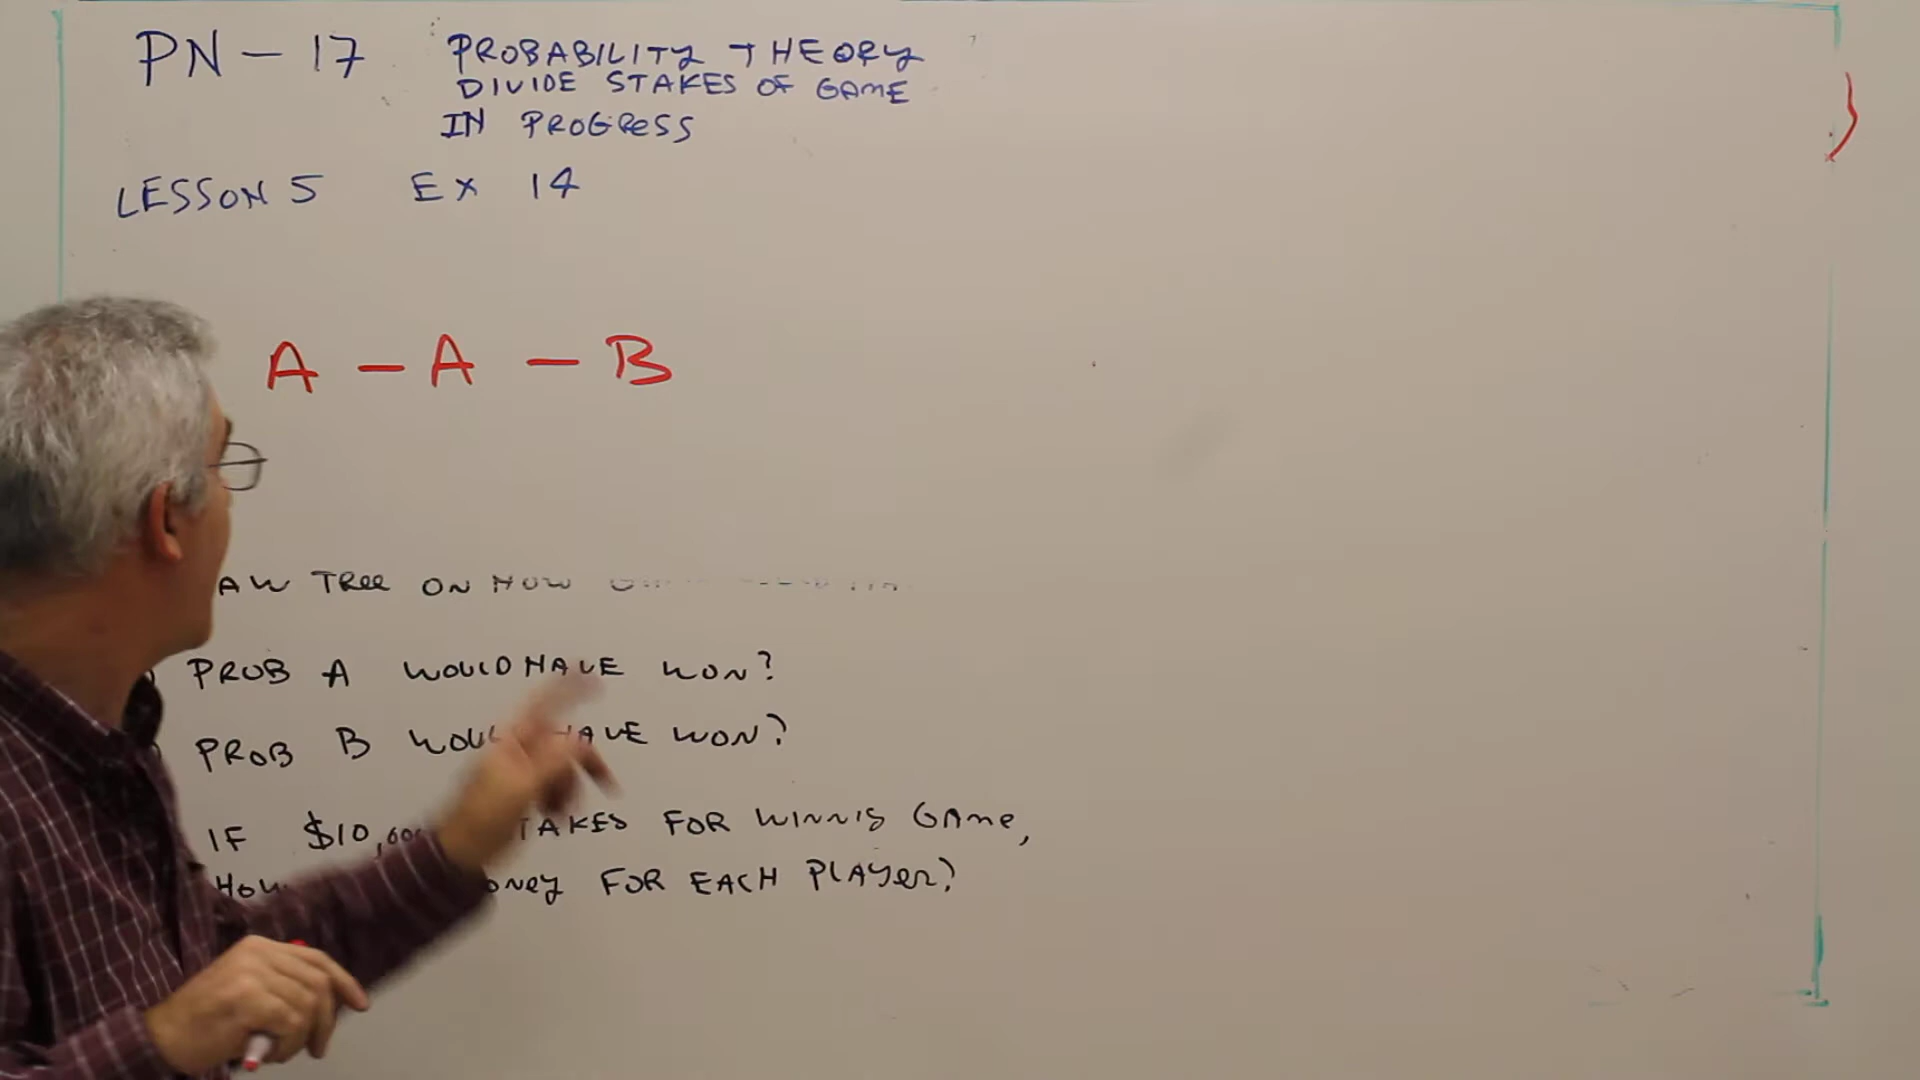 PN - 17 PROBABILITY THEORY
DIVIDE STAKES OF GAME
IN PROGRESS
LESSON 5 EX 14
A - A - B
AW TREE ON HOW
PROB A WOULD HAVE WON?
PROB B WOU AVE WON?
IF $10,00 TAKES FOR WINNIG GAME,
HOW ONEY FOR EACH PLAYER?